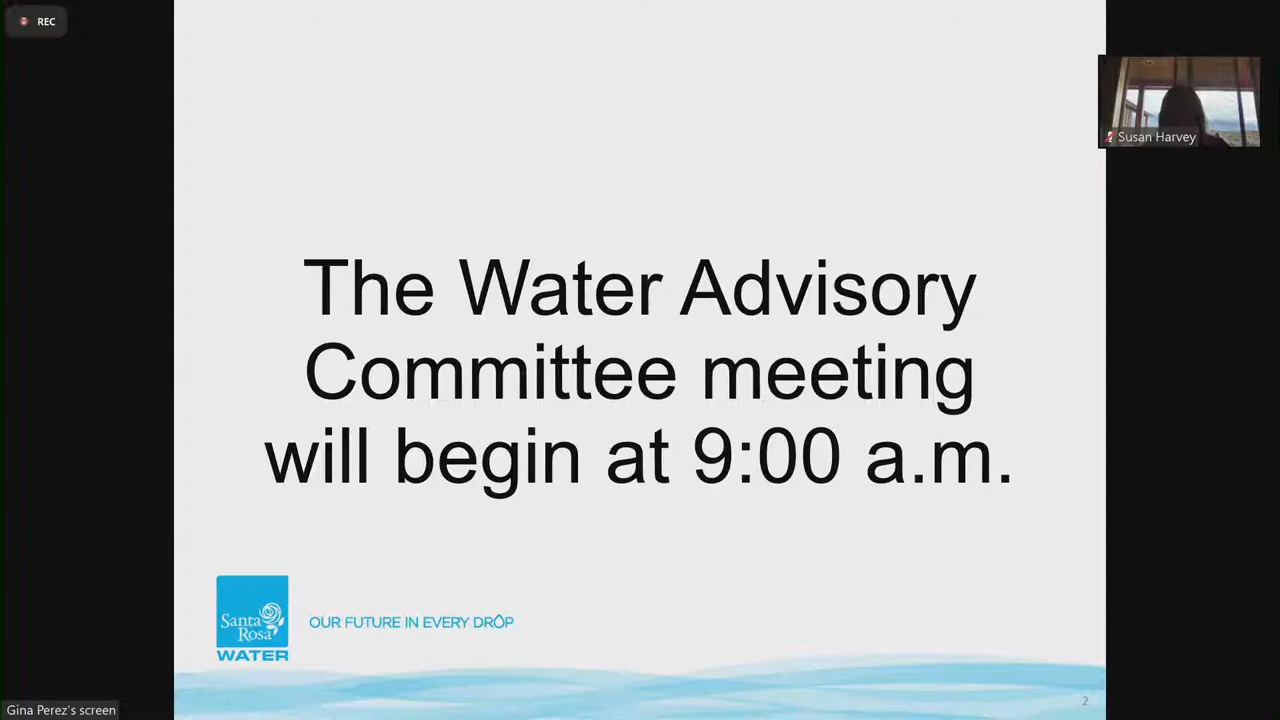 REC
Susan Harvey
The Water Advisory
Committee meeting
will begin at 9:00 a.m.
Santa
Rosa
WATER
OUR FUTURE IN EVERY DROP
2
Gina Perez's screen